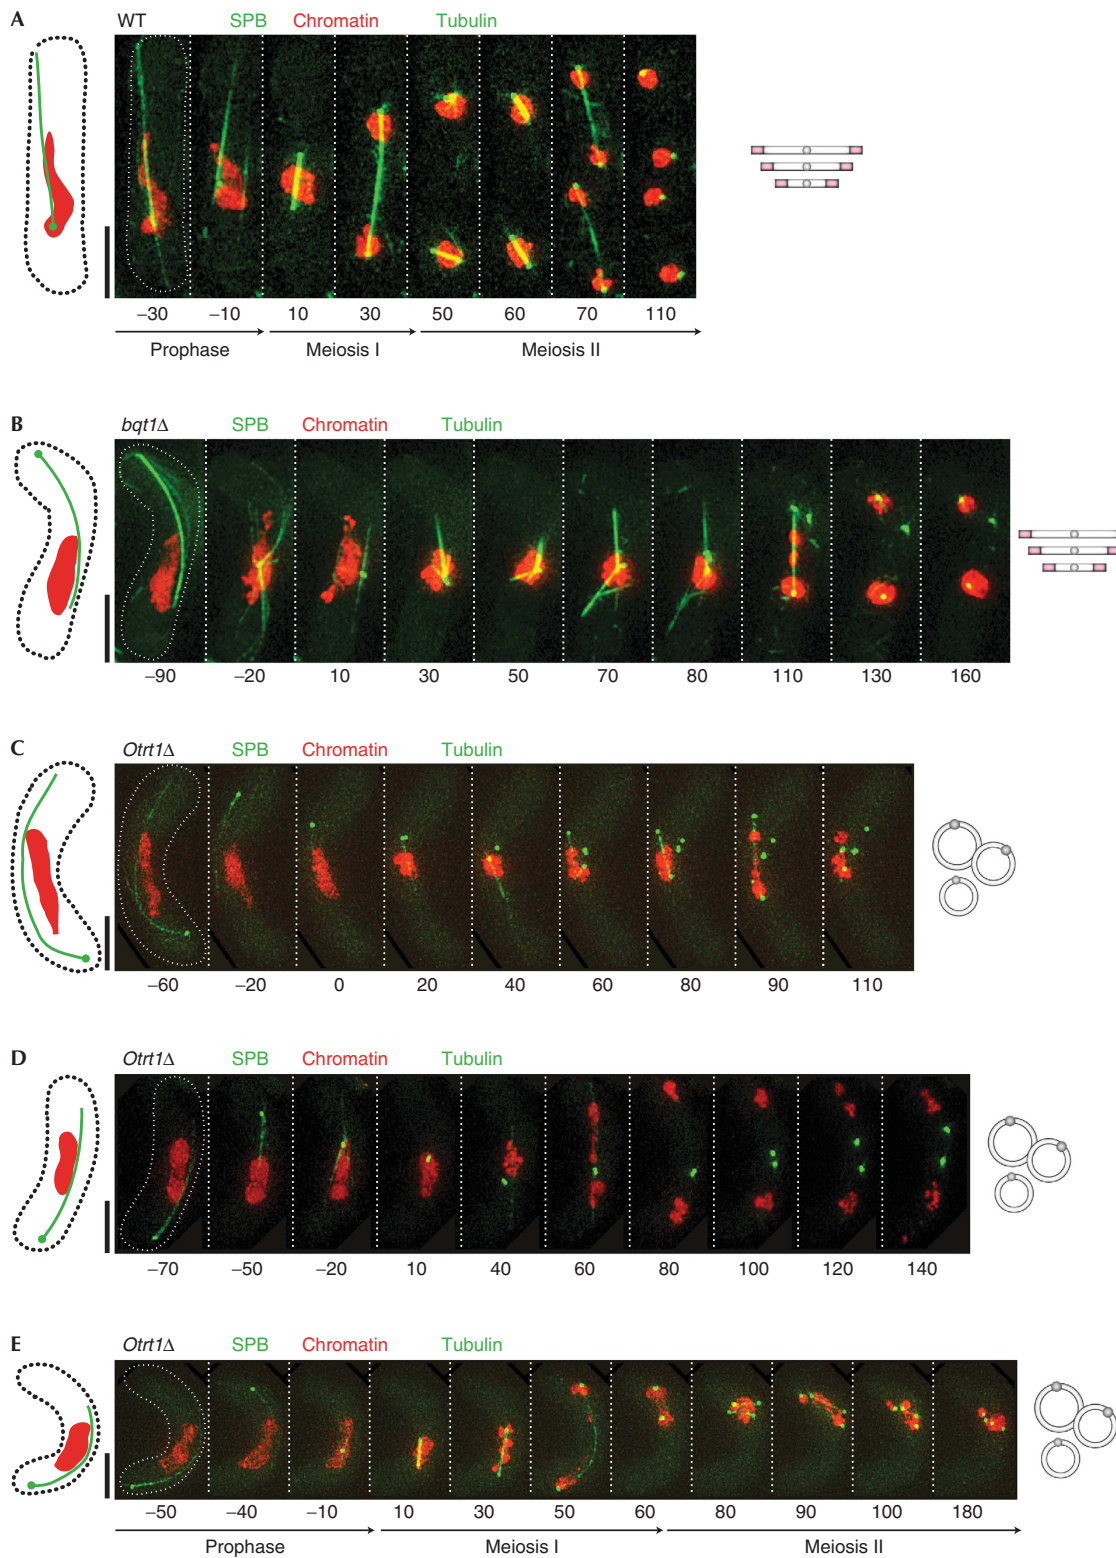 A WT SPB Chromatin Tubulin
−30 −10 10 30 50 60 70 110
Prophase Meiosis I Meiosis II
B bqt1Δ SPB Chromatin Tubulin
−90 −20 10 30 50 70 80 110 130 160
C Otrt1Δ SPB Chromatin Tubulin
−60 −20 0 20 40 60 80 90 110
D Otrt1Δ SPB Chromatin Tubulin
−70 −50 −20 10 40 60 80 100 120 140
E Otrt1Δ SPB Chromatin Tubulin
−50 −40 −10 10 30 50 60 80 90 100 180
Prophase Meiosis I Meiosis II